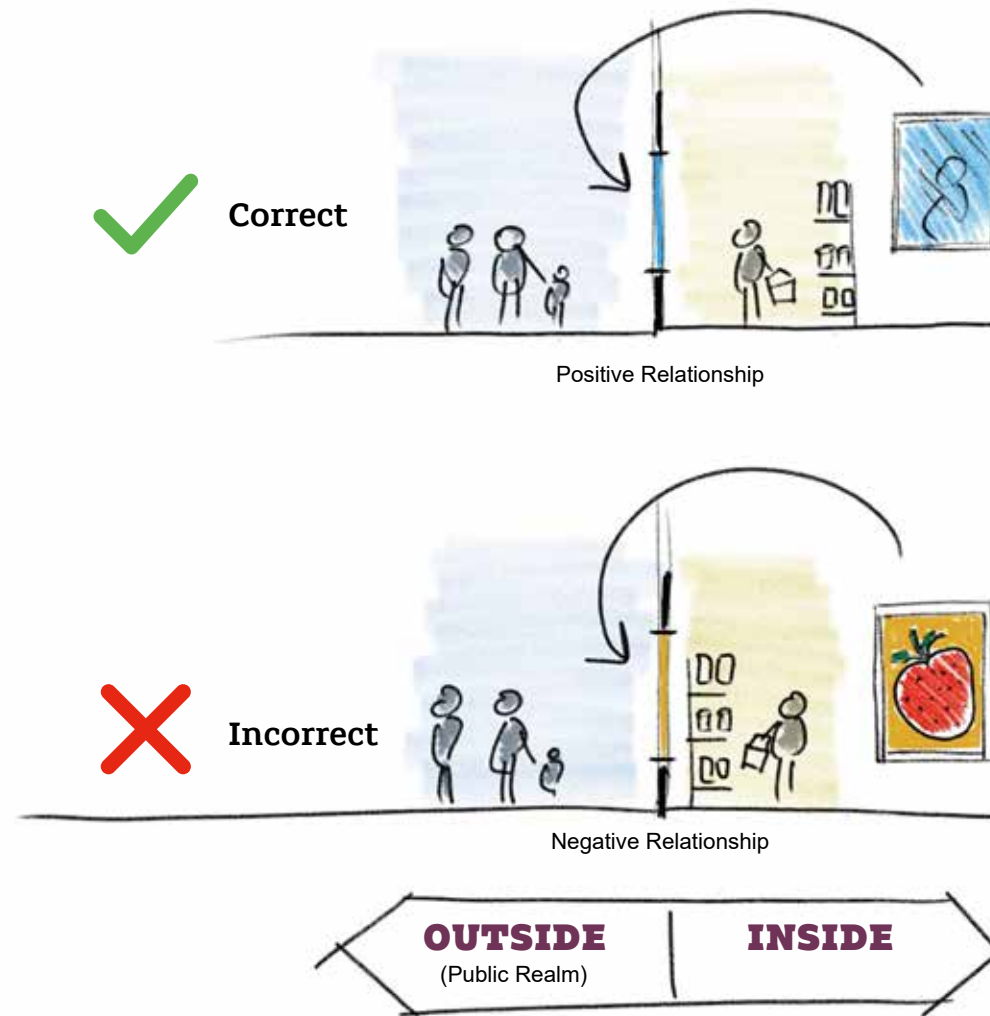 Correct
Positive Relationship
Incorrect
Negative Relationship
OUTSIDE
INSIDE
(Public Realm)